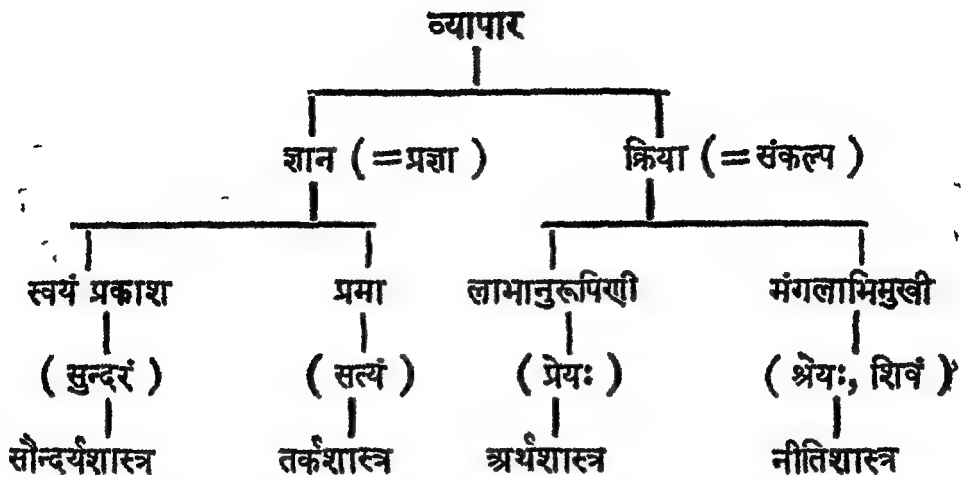 व्यापार
ज्ञान (=प्रज्ञा) क्रिया (=संकल्प)
स्वयं प्रकाश प्रमा लाभानुरूपिणी मंगलाभिमुखी
(सुन्दरं) (सत्यं) (प्रेयः) (श्रेयः, शिवं)
सौन्दर्यशास्त्र तर्कशास्त्र अर्थशास्त्र नीतिशास्त्र